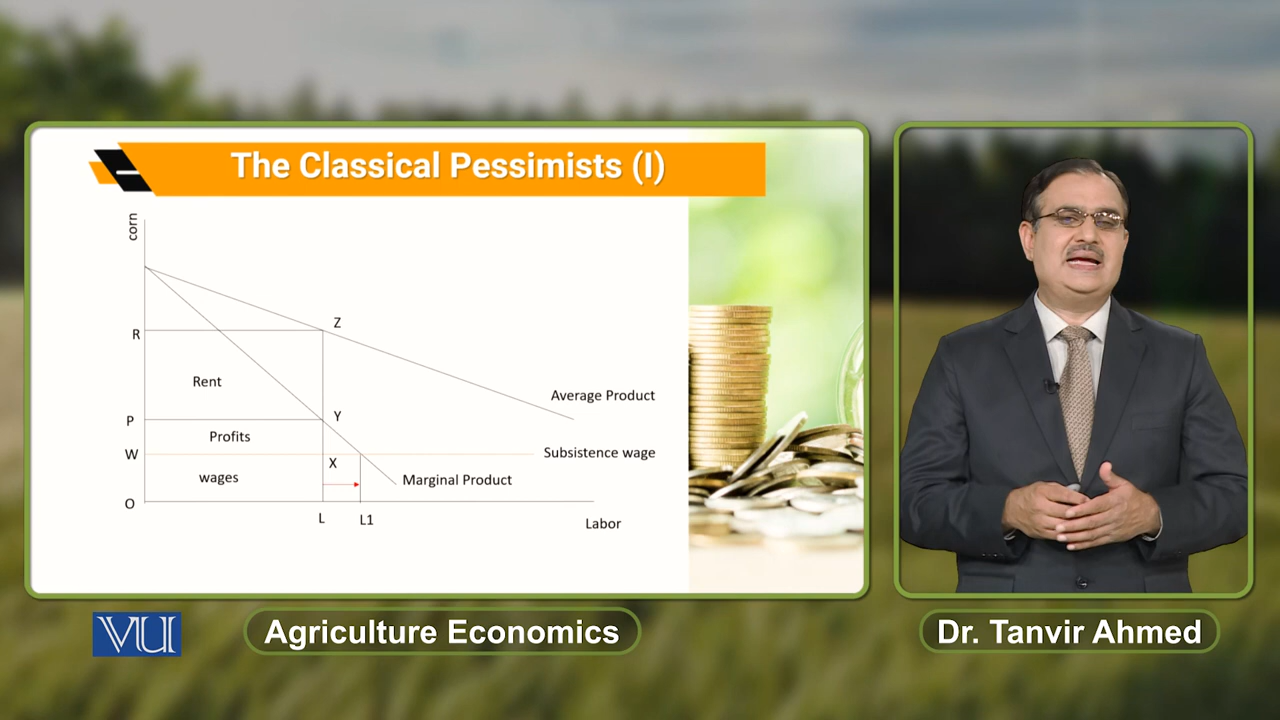 The Classical Pessimists (I)
corn
Z
R
Rent
Average Product
P
Y
Profits
W
Subsistence wage
X
wages
Marginal Product
O
L
L1
Labor
VU
Agriculture Economics
Dr. Tanvir Ahmed